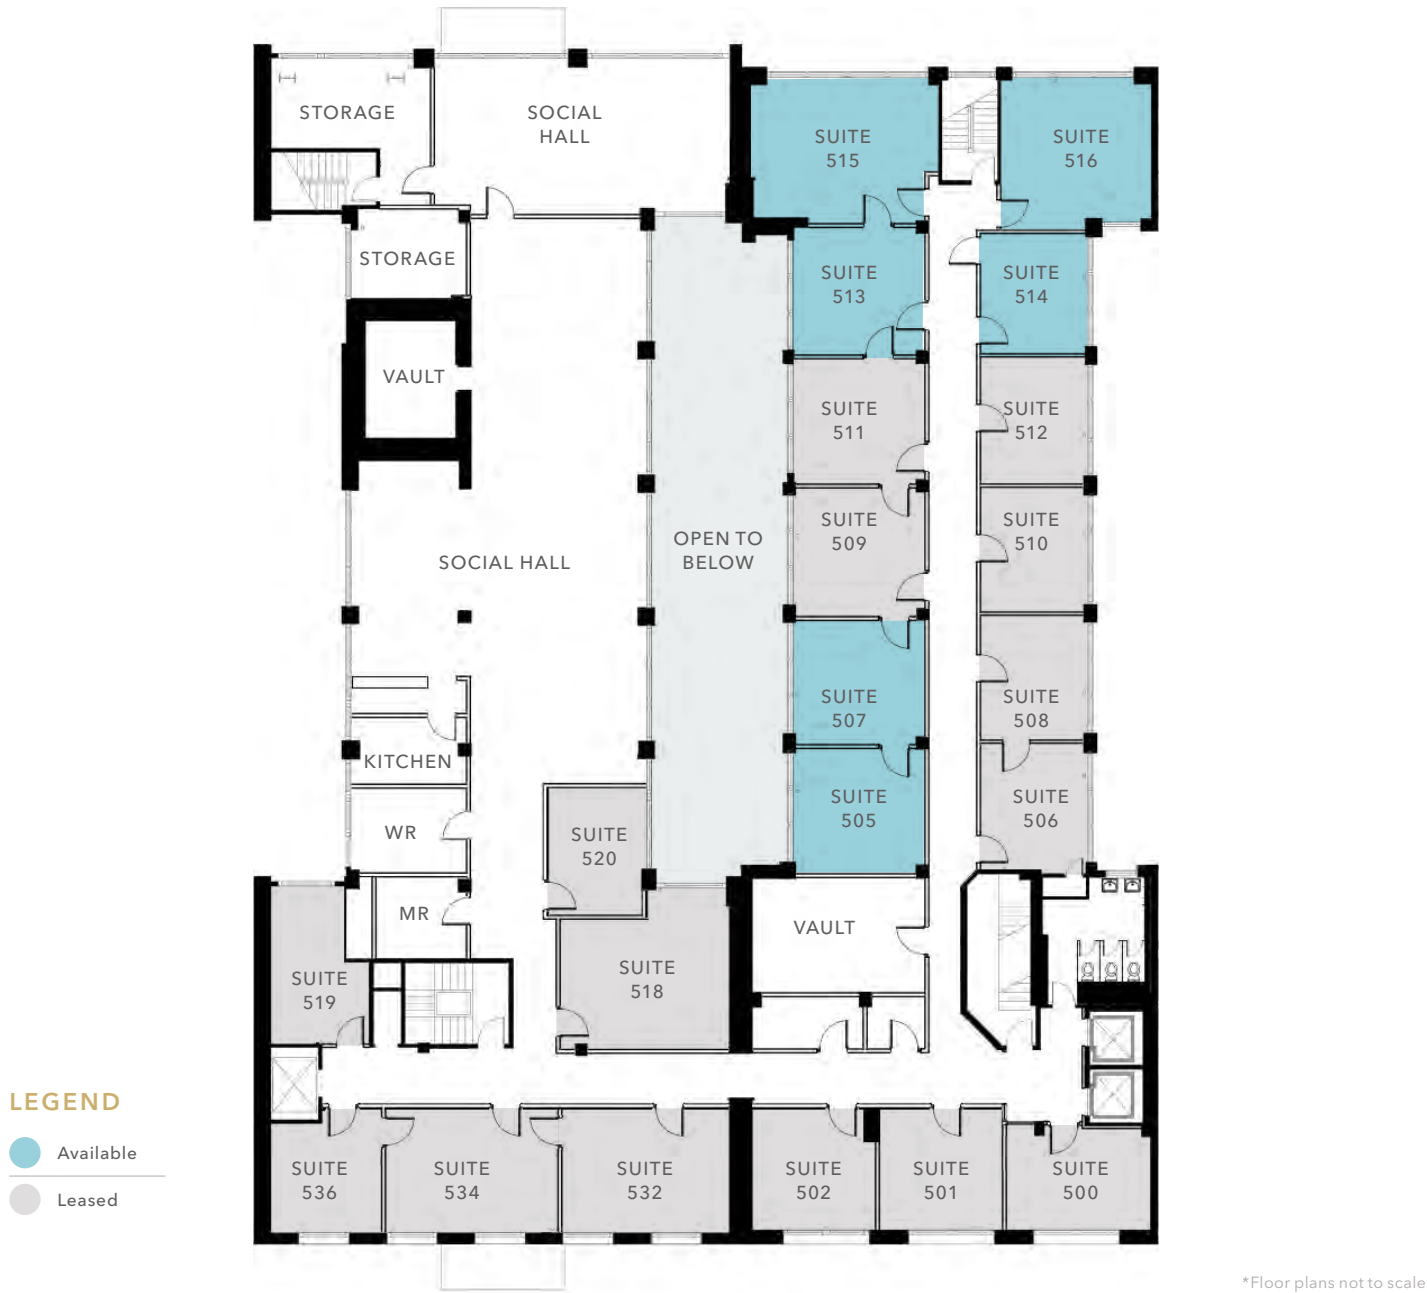 STORAGE
SOCIAL
HALL
SUITE
515
SUITE
516
STORAGE
SUITE
513
SUITE
514
VAULT
SUITE
511
SUITE
512
SOCIAL HALL
OPEN TO
BELOW
SUITE
509
SUITE
510
SUITE
507
SUITE
508
KITCHEN
SUITE
505
SUITE
506
WR
SUITE
520
MR
VAULT
SUITE
519
SUITE
518
LEGEND
Available
Leased
SUITE
536
SUITE
534
SUITE
532
SUITE
502
SUITE
501
SUITE
500
*Floor plans not to scale